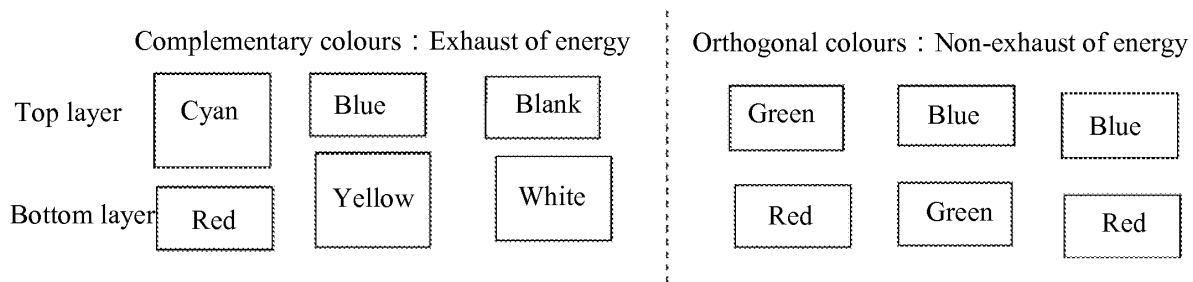 Complementary colours：Exhaust of energy
Orthogonal colours：Non-exhaust of energy
Top layer
Cyan
Blue
Blank
Green
Blue
Blue
Bottom layer
Red
Yellow
White
Red
Green
Red